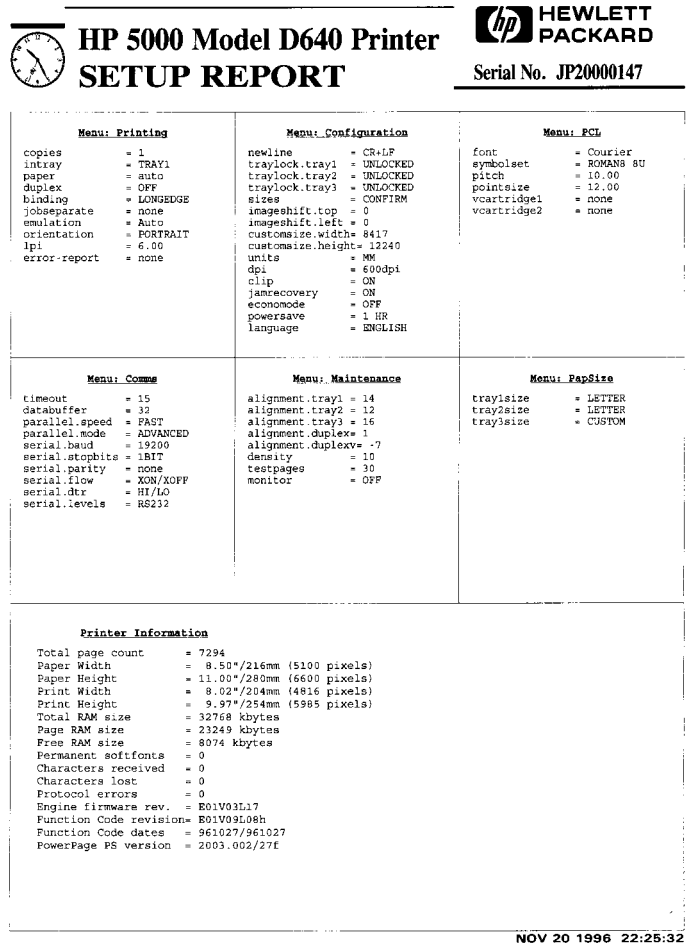 HP 5000 Model D640 Printer
SETUP REPORT
hp HEWLETT
PACKARD
Serial No. JP20000147
Menu: Printing
copies = 1
intray = TRAY1
paper = auto
duplex = OFF
binding = LONGEDGE
jobseparate = none
emulation = Auto
orientation = PORTRAIT
lpi = 6.00
error-report = none
Menu: Configuration
newline = CR+LF
traylock.tray1 = UNLOCKED
traylock.tray2 = UNLOCKED
traylock.tray3 = UNLOCKED
sizes = CONFIRM
imageshift.top = 0
imageshift.left = 0
customsize.width= 8417
customsize.height= 12240
units = MM
dpi = 600dpi
clip = ON
jamrecovery = ON
economode = OFF
powersave = 1 HR
language = ENGLISH
Menu: PCL
font = Courier
symbolset = ROMAN8 8U
pitch = 10.00
pointsize = 12.00
vcartridge1 = none
vcartridge2 = none
Menu: Comms
timeout = 15
databuffer = 32
parallel.speed = FAST
parallel.mode = ADVANCED
serial.baud = 19200
serial.stopbits = 1BIT
serial.parity = none
serial.flow = XON/XOFF
serial.dtr = HI/LO
serial.levels = RS232
Menu: Maintenance
alignment.tray1 = 14
alignment.tray2 = 12
alignment.tray3 = 16
alignment.duplex= 1
alignment.duplexv= -7
density = 10
testpages = 30
monitor = OFF
Menu: PapSize
tray1size = LETTER
tray2size = LETTER
tray3size = CUSTOM
Printer Information
Total page count = 7294
Paper Width = 8.50"/216mm (5100 pixels)
Paper Height = 11.00"/280mm (6600 pixels)
Print Width = 8.02"/204mm (4816 pixels)
Print Height = 9.97"/254mm (5985 pixels)
Total RAM size = 32768 kbytes
Page RAM size = 23249 kbytes
Free RAM size = 8074 kbytes
Permanent softfonts = 0
Characters received = 0
Characters lost = 0
Protocol errors = 0
Engine firmware rev. = E01V03L17
Function Code revision= E01V09L08h
Function Code dates = 961027/961027
PowerPage PS version = 2003.002/27f
NOV 20 1996 22:25:32